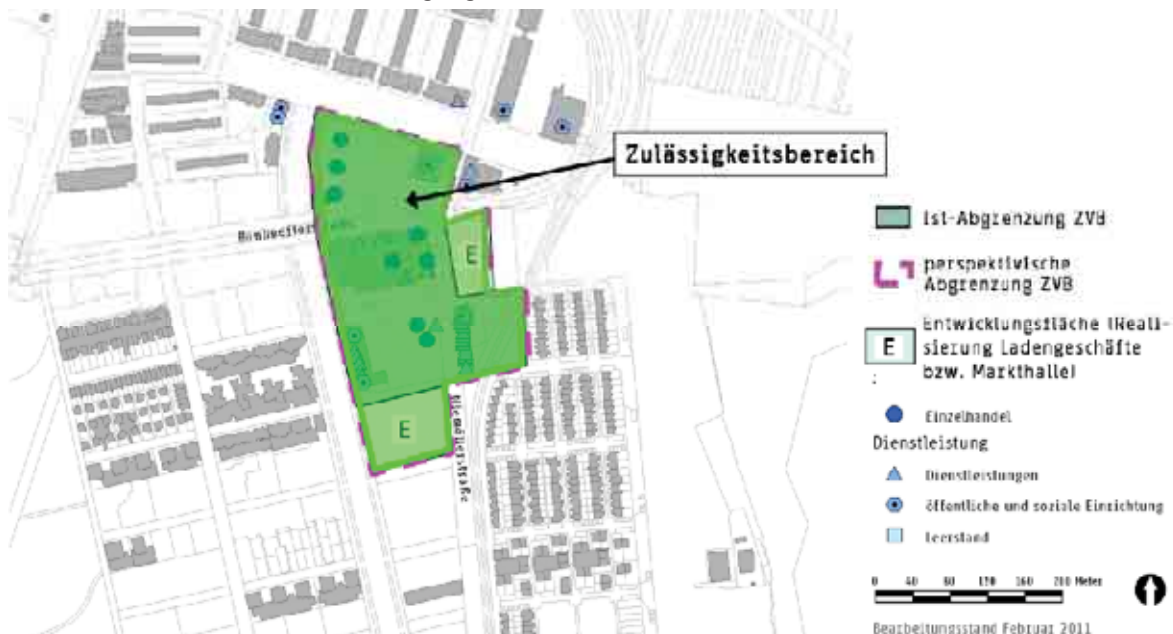 Zulässigkeitsbereich
E
E
Niemöllerstraße
Ist-Abgrenzung ZVB
perspektivische
Abgrenzung ZVB
E
Entwicklungsfläche (Reali-
sierung Ladengeschäfte
bzw. Markthalle)
:
Einzelhandel
Dienstleistung
Dienstleistungen
öffentliche und soziale Einrichtung
Leerstand
0 40 80 120 160 200 Meter
Bearbeitungsstand Februar 2011